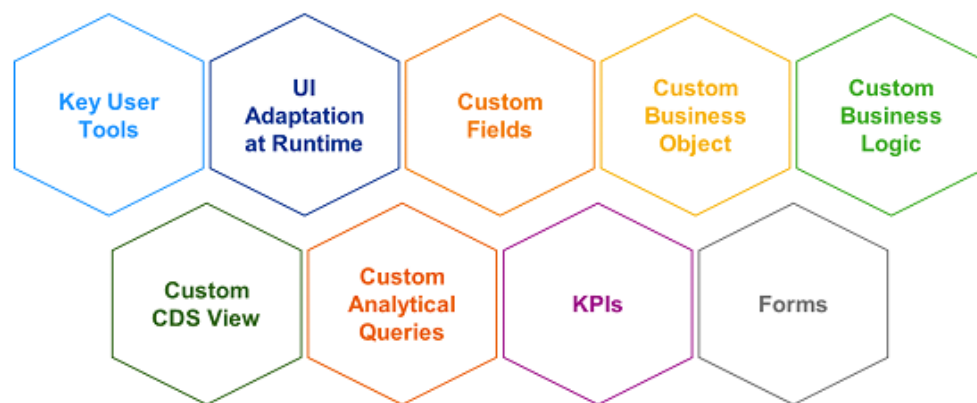 Key User
Tools
UI
Adaptation
at Runtime
Custom
Fields
Custom
Business
Object
Custom
Business
Logic
Custom
CDS View
Custom
Analytical
Queries
KPIs
Forms